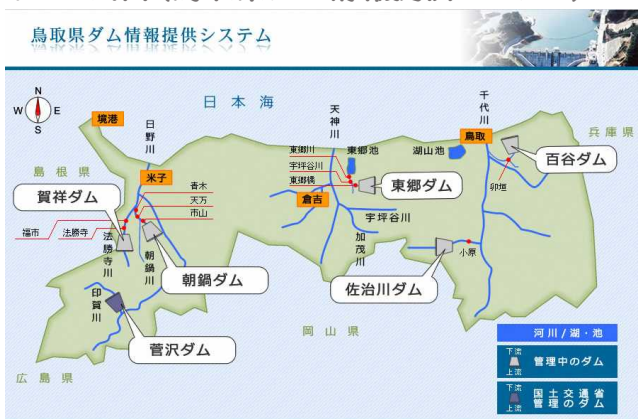 鳥取県ダム情報提供システム
N
W
E
S
日本海
境港
日野川
天神川
千代川
鳥取
兵庫県
島根県
米子
東郷川
宇坪谷川
東郷橋
東郷池
湖山池
百谷ダム
卯垣
賀祥ダム
青木
天万
市山
倉吉
東郷ダム
宇坪谷川
福市
法勝寺
法勝寺川
朝鍋川
朝鍋ダム
加茂川
佐治川ダム
小原
印賀川
菅沢ダム
岡山県
広島県
河川/湖・池
下流
上流
管理中のダム
下流
上流
国土交通省
管理のダム